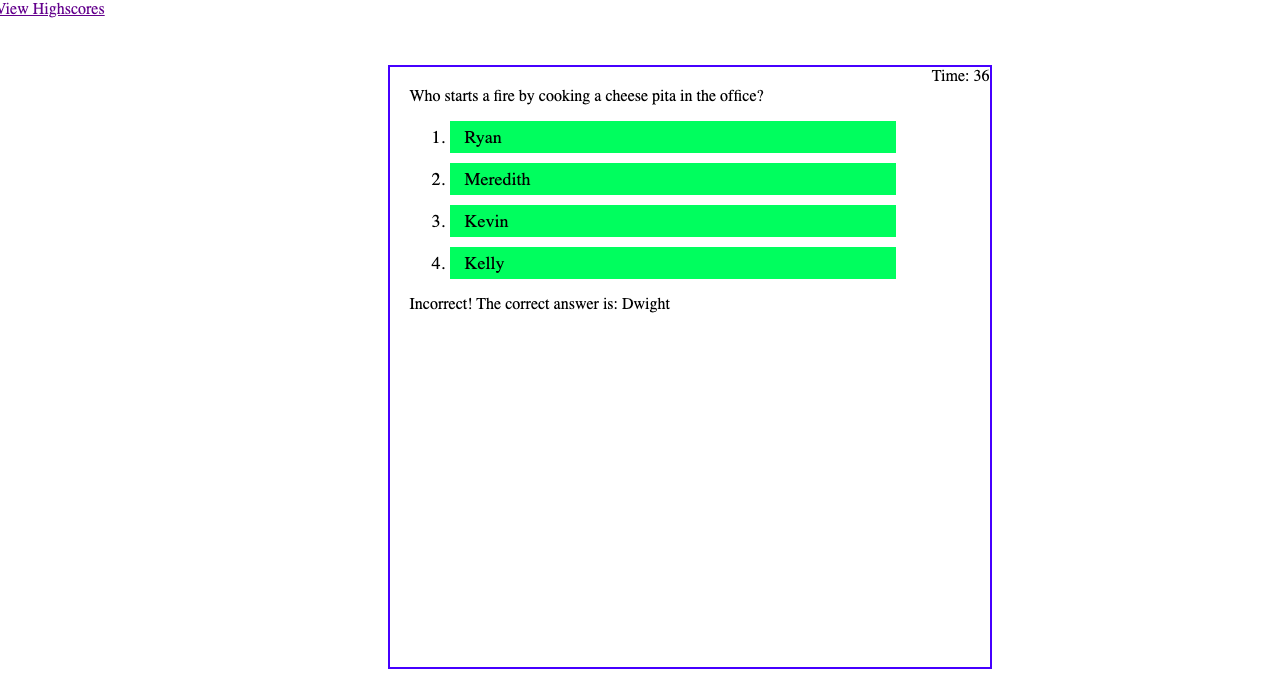 View Highscores
Time: 36
Who starts a fire by cooking a cheese pita in the office?
1. Ryan
2. Meredith
3. Kevin
4. Kelly
Incorrect! The correct answer is: Dwight